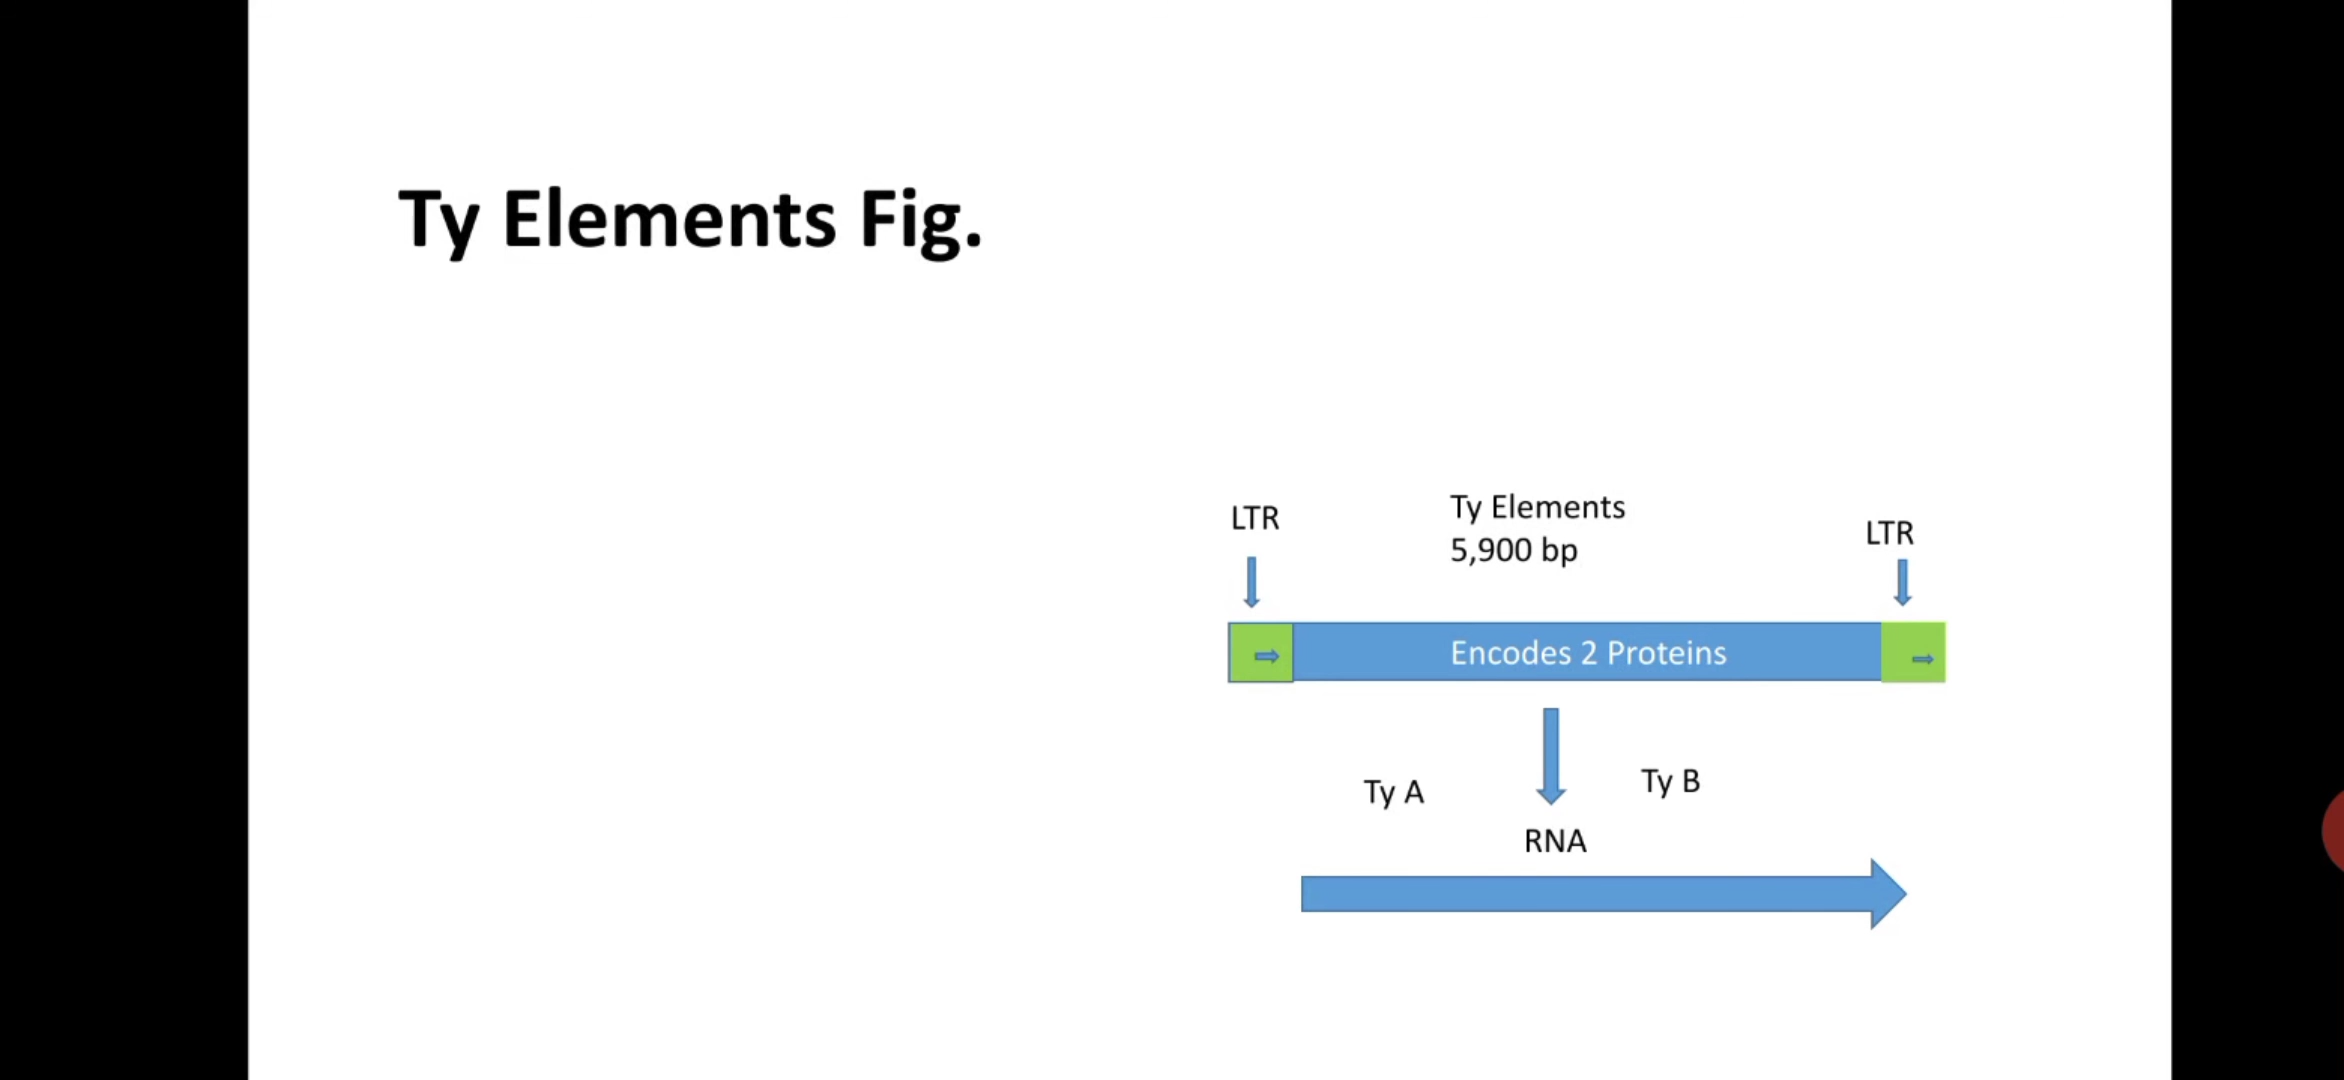 Ty Elements Fig.
LTR
Ty Elements
5,900 bp
LTR
Encodes 2 Proteins
Ty A
Ty B
RNA